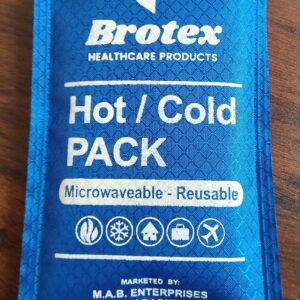 Brotex
HEALTHCARE PRODUCTS
Hot / Cold
PACK
Microwaveable - Reusable
MARKETED BY:
M.A.B. ENTERPRISES